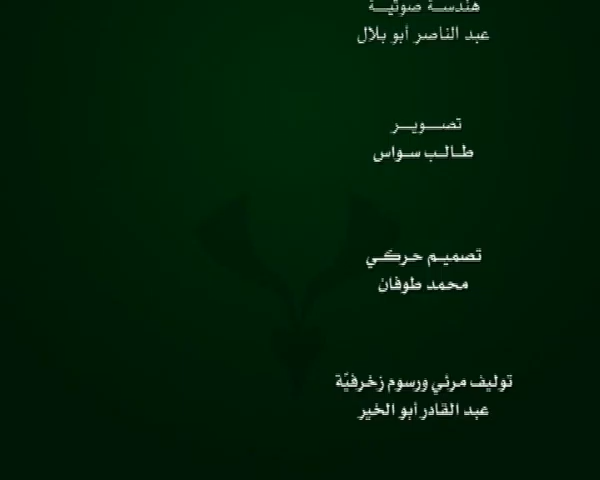 هندسة صوتية
عبد الناصر أبو بلال
تصوير
طالب سواس
تصميم حركي
محمد طوفان
توليف مرئي ورسوم زخرفيّة
عبد القادر أبو الخير